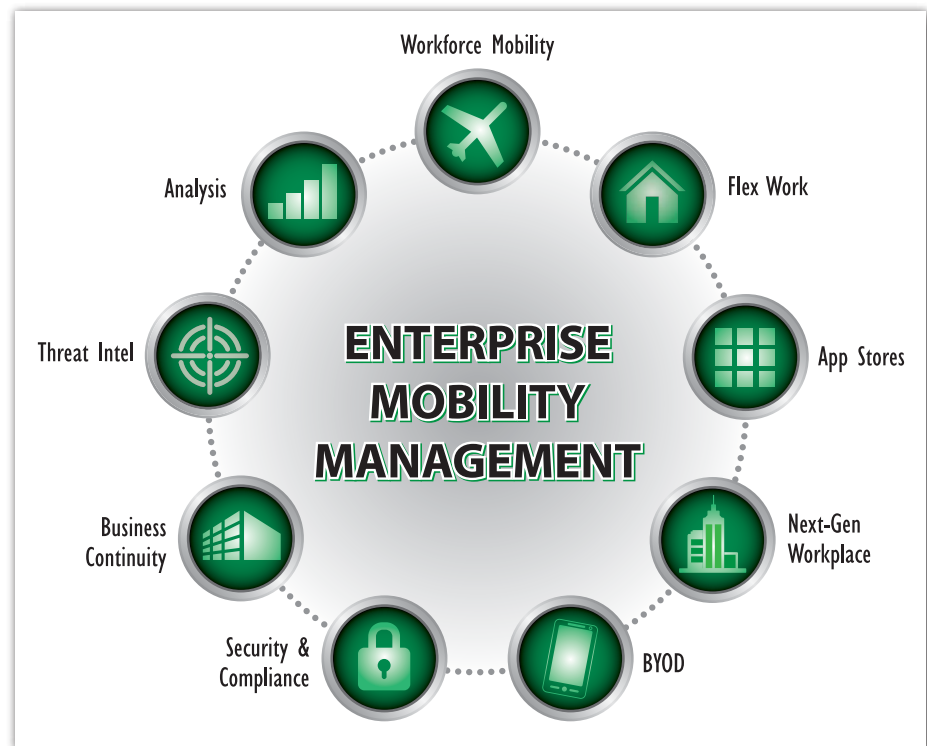 Workforce Mobility
Analysis
Flex Work
Threat Intel
App Stores
ENTERPRISE
MOBILITY
MANAGEMENT
Business
Continuity
Next-Gen
Workplace
Security &
Compliance
BYOD